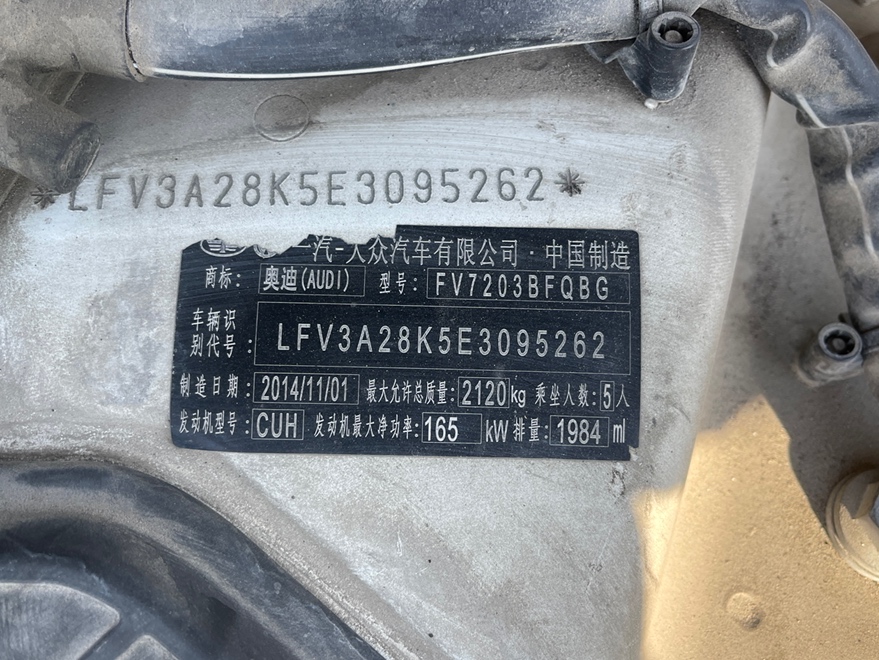 *LFV3A28K5E3095262*
一汽-大众汽车有限公司·中国制造
商标: 奥迪(AUDI) 型号: FV7203BFQBG
车辆识
别代号: LFV3A28K5E3095262
制造日期: 2014/11/01 最大允许总质量: 2120kg 乘坐人数: 5人
发动机型号: CUH 发动机最大净功率: 165 kW 排量: 1984 ml